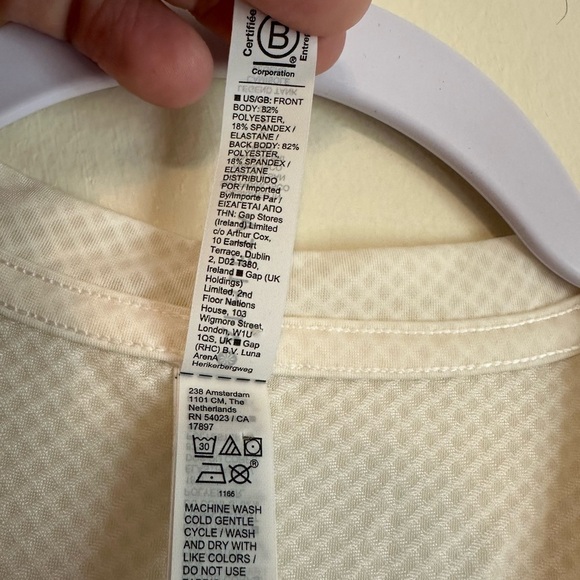 Certifiée
B
®
Entrepr
Corporation
■ US/GB: FRONT
BODY: 82%
POLYESTER,
18% SPANDEX /
ELASTANE /
BACK BODY: 82%
POLYESTER,
18% SPANDEX /
ELASTANE
DISTRIBUIDO
POR / Imported
By/Importe Par /
ΕΙΣΑΓΕΤΑΙ ΑΠΟ
ΤΗΝ: Gap Stores
(Ireland) Limited
c/o Arthur Cox,
10 Earlsfort
Terrace, Dublin
2, D02 T380,
Ireland ■ Gap (UK
Holdings)
Limited, 2nd
Floor Nations
House, 103
Wigmore Street,
London, W1U
1QS, UK ■ Gap
(RHC) B.V. Luna
ArenA
Herikerbergweg
238 Amsterdam
1101 CM, The
Netherlands
RN 54023 / CA
17897
30
®
1166
MACHINE WASH
COLD GENTLE
CYCLE / WASH
AND DRY WITH
LIKE COLORS /
DO NOT USE